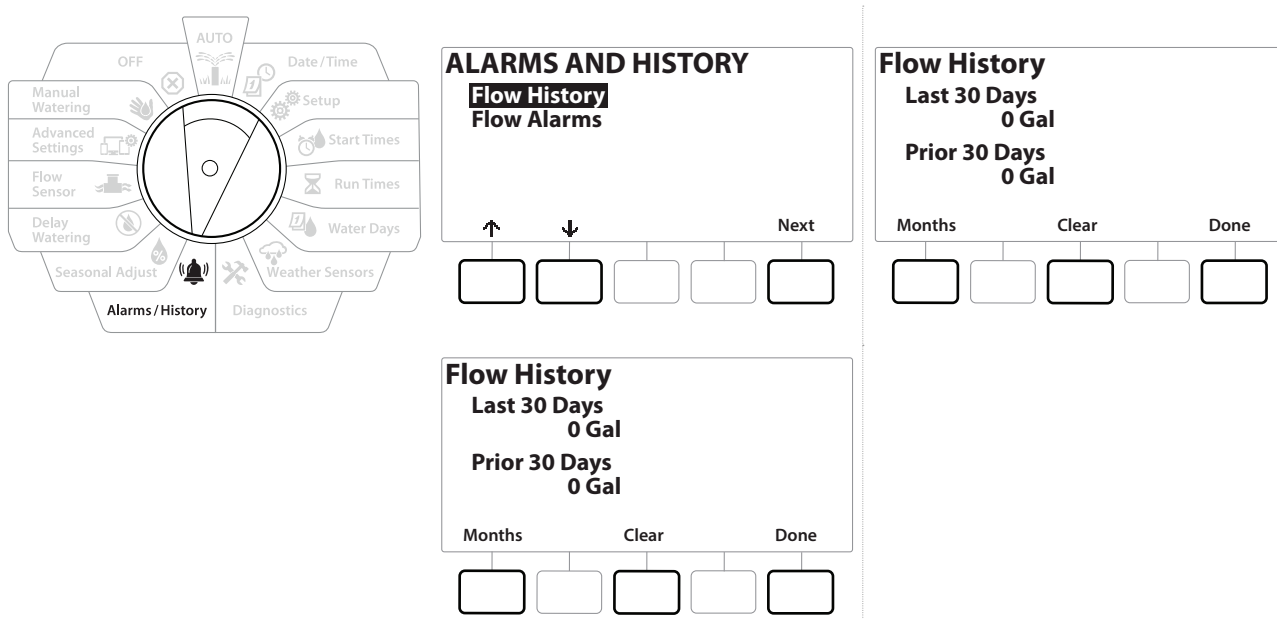 AUTO
OFF
Date / Time
Manual
Watering
Setup
Advanced
Settings
Start Times
Flow
Sensor
Run Times
Delay
Watering
Water Days
Seasonal Adjust
Weather Sensors
Alarms / History
Diagnostics
ALARMS AND HISTORY
Flow History
Flow Alarms
Next
Flow History
Last 30 Days
0 Gal
Prior 30 Days
0 Gal
Months Clear Done
Flow History
Last 30 Days
0 Gal
Prior 30 Days
0 Gal
Months Clear Done